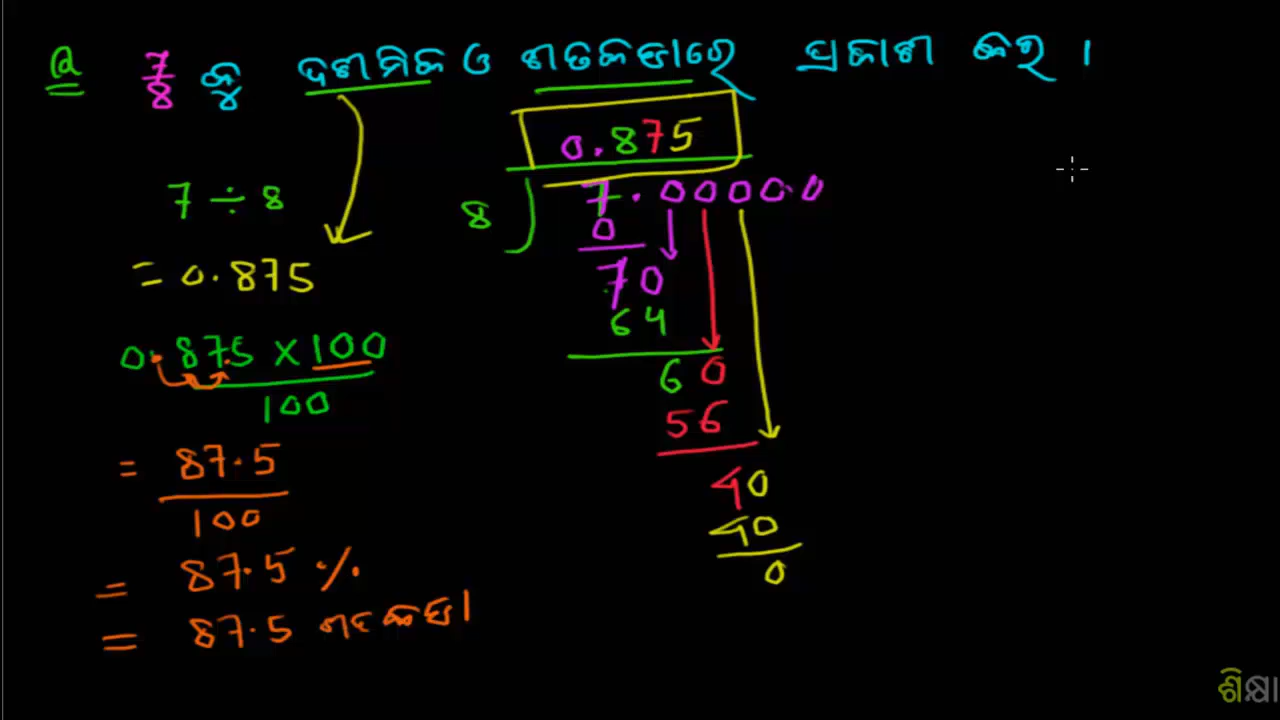 Q 7/8 କୁ ଦଶମିକ ଓ ଶତକଡାରେ ପ୍ରକାଶ କର ।
7 ÷ 8
= 0.875
0.875 × 100
100
= 87.5
100
= 87.5 %
= 87.5 ଶତକଡା
0.875
8 7.00000
0
70
64
60
56
40
40
0
ଶିକ୍ଷା